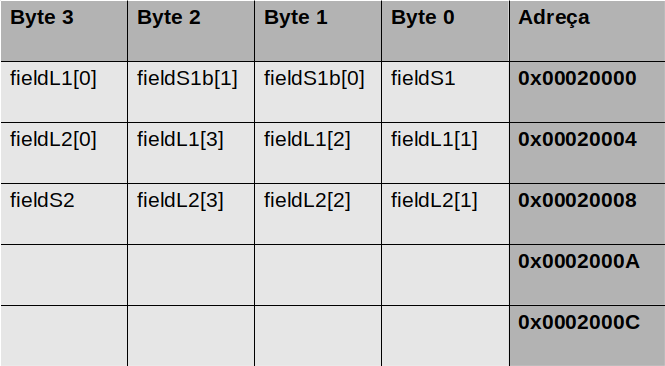 Byte 3 Byte 2 Byte 1 Byte 0 Adreça
fieldL1[0] fieldS1b[1] fieldS1b[0] fieldS1 0x00020000
fieldL2[0] fieldL1[3] fieldL1[2] fieldL1[1] 0x00020004
fieldS2 fieldL2[3] fieldL2[2] fieldL2[1] 0x00020008
0x0002000A
0x0002000C